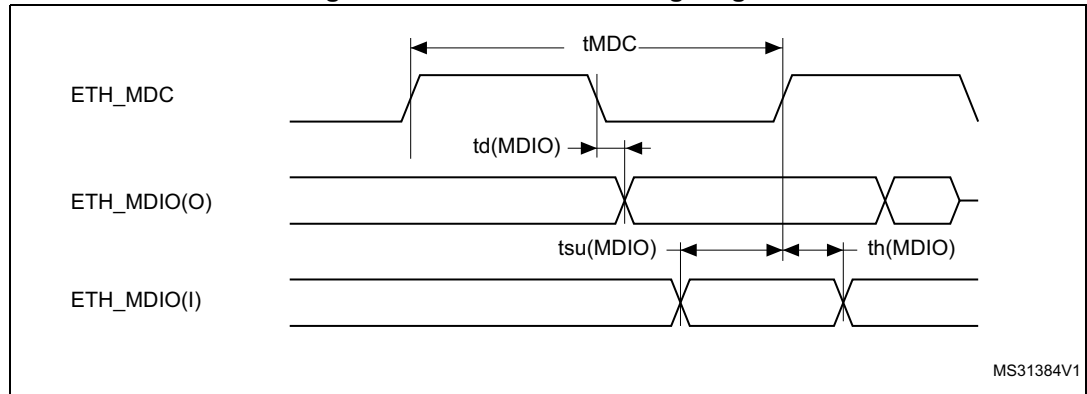 tMDC
ETH_MDC
td(MDIO)
ETH_MDIO(O)
tsu(MDIO)
th(MDIO)
ETH_MDIO(I)
MS31384V1